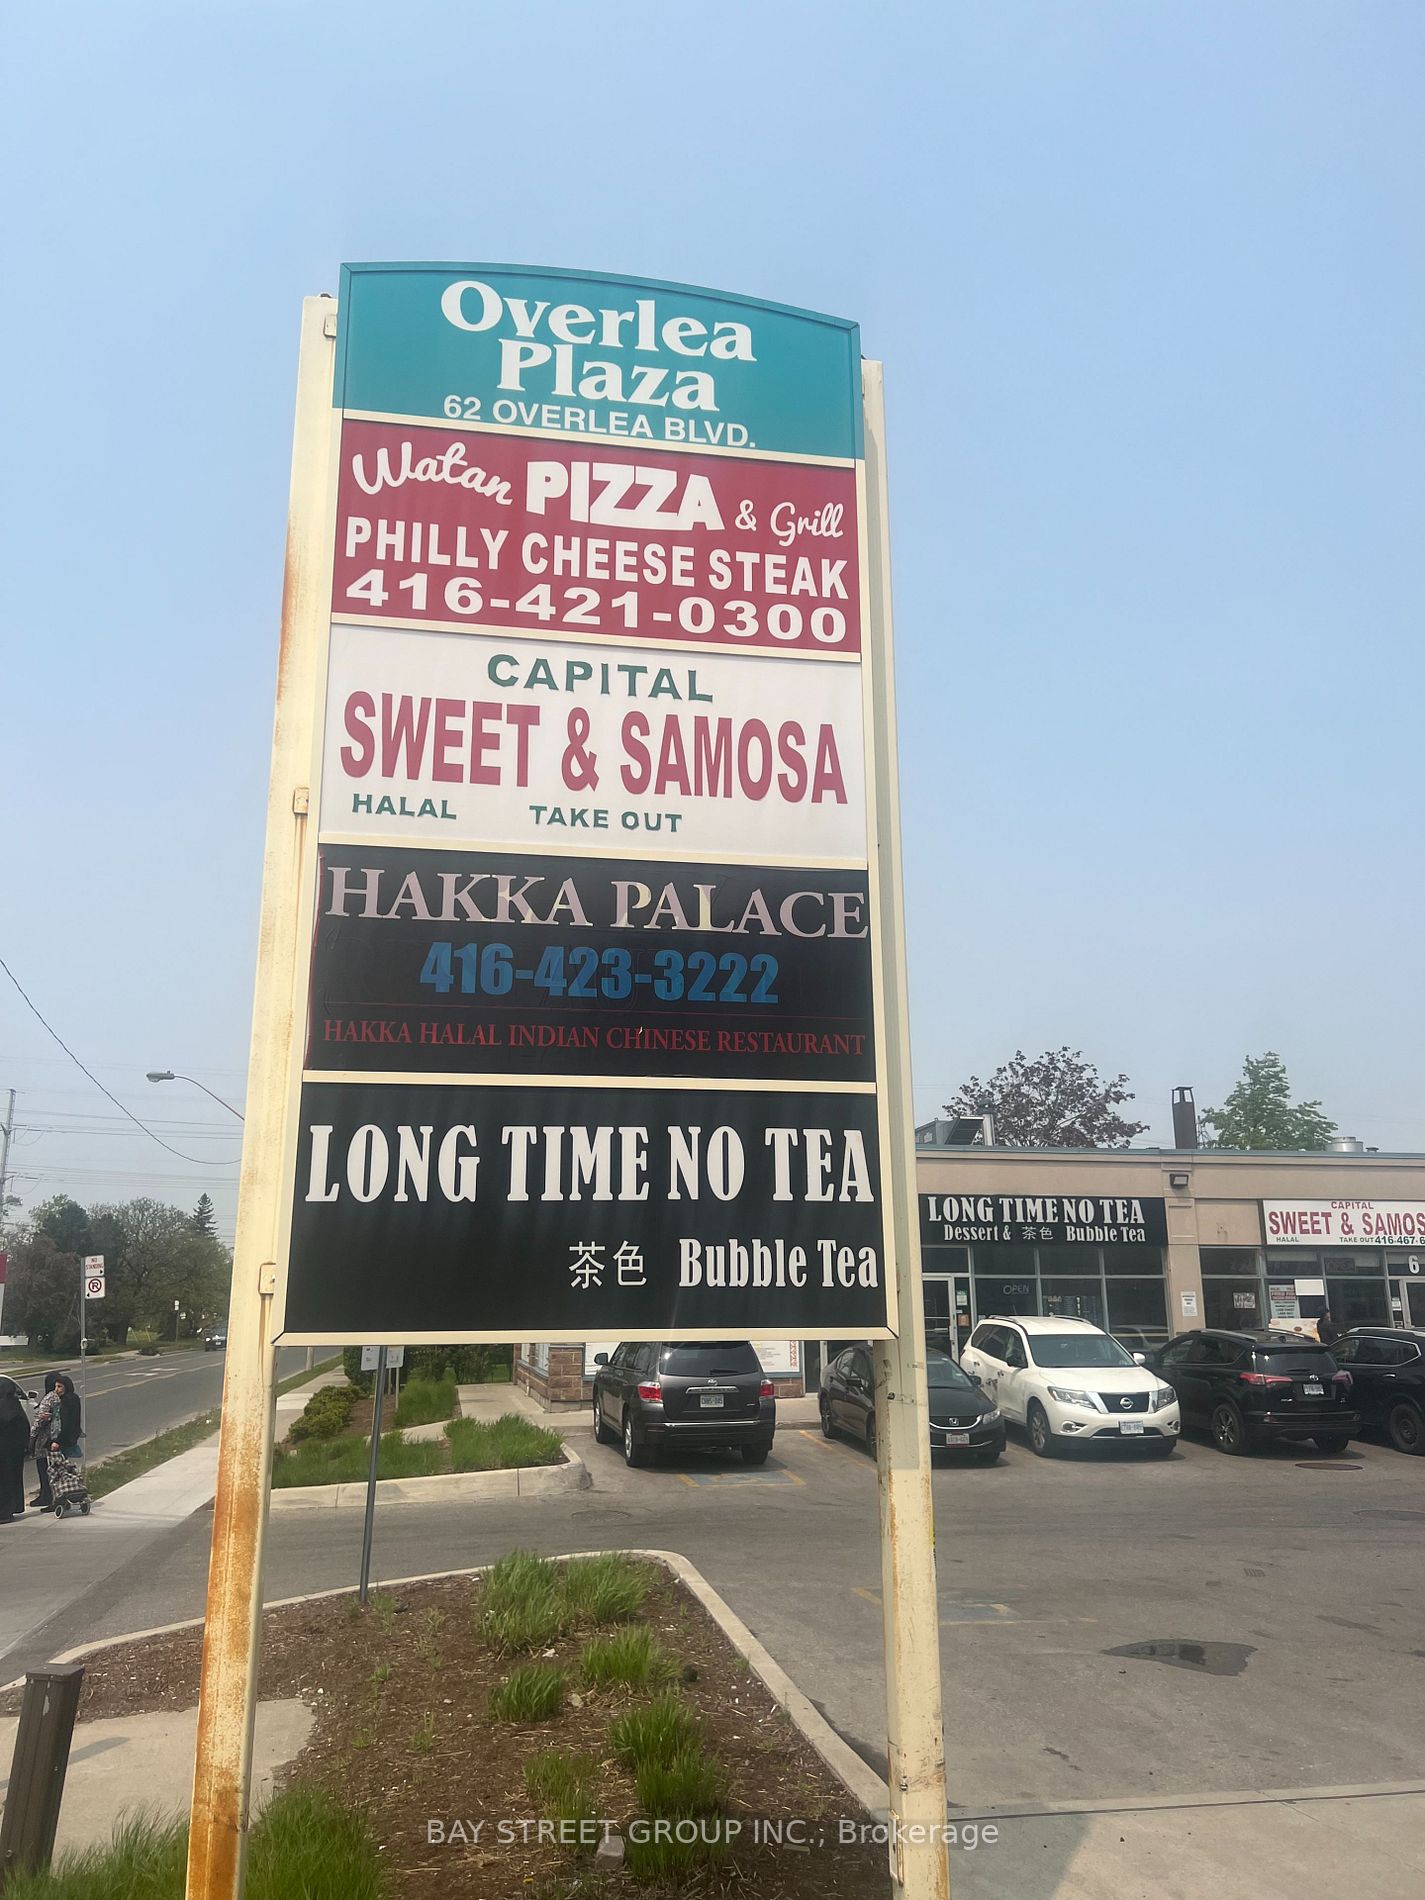 Overlea
Plaza
62 OVERLEA BLVD.
Watan PIZZA & Grill
PHILLY CHEESE STEAK
416-421-0300
CAPITAL
SWEET & SAMOSA
HALAL TAKE OUT
HAKKA PALACE
416-423-3222
HAKKA HALAL INDIAN CHINESE RESTAURANT
LONG TIME NO TEA
茶色 Bubble Tea
LONG TIME NO TEA
Dessert & 茶色 Bubble Tea
CAPITAL
SWEET & SAMOS
HALAL TAKE OUT 416-467-6
OPEN
6
NO
STANDING
BAY STREET GROUP INC., Brokerage